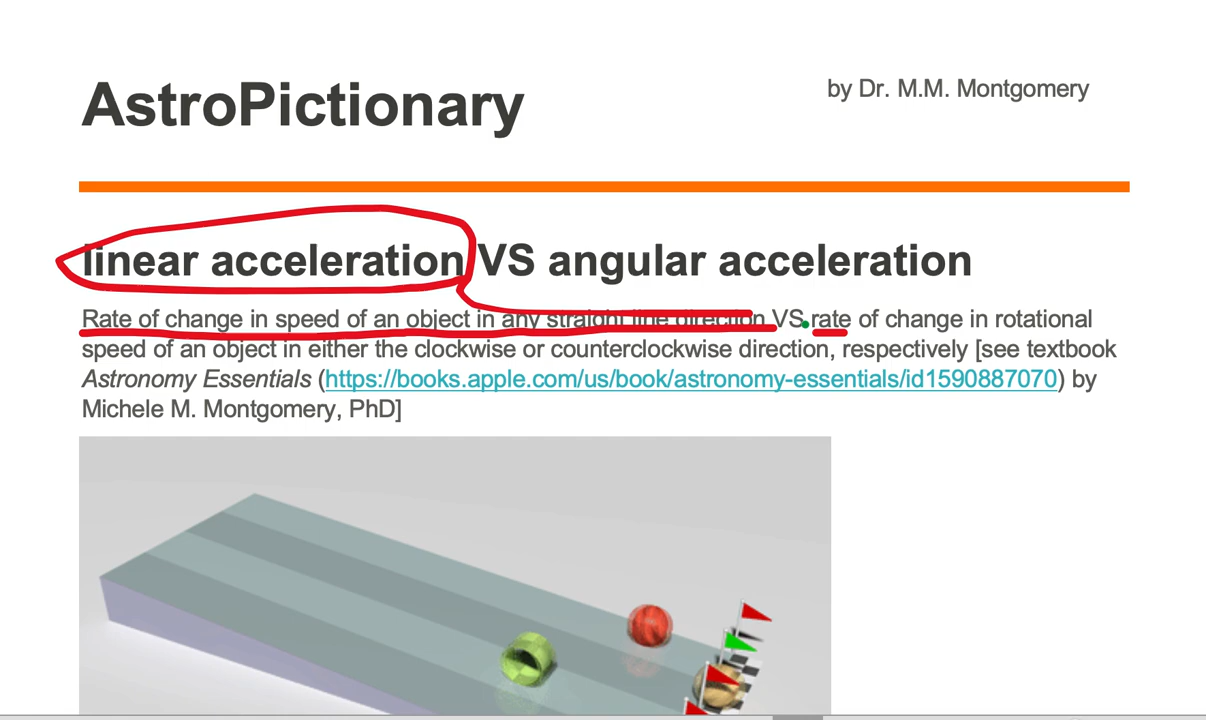 AstroPictionary
by Dr. M.M. Montgomery
linear acceleration VS angular acceleration
Rate of change in speed of an object in any straight line direction VS rate of change in rotational
speed of an object in either the clockwise or counterclockwise direction, respectively [see textbook
Astronomy Essentials (https://books.apple.com/us/book/astronomy-essentials/id1590887070) by
Michele M. Montgomery, PhD]